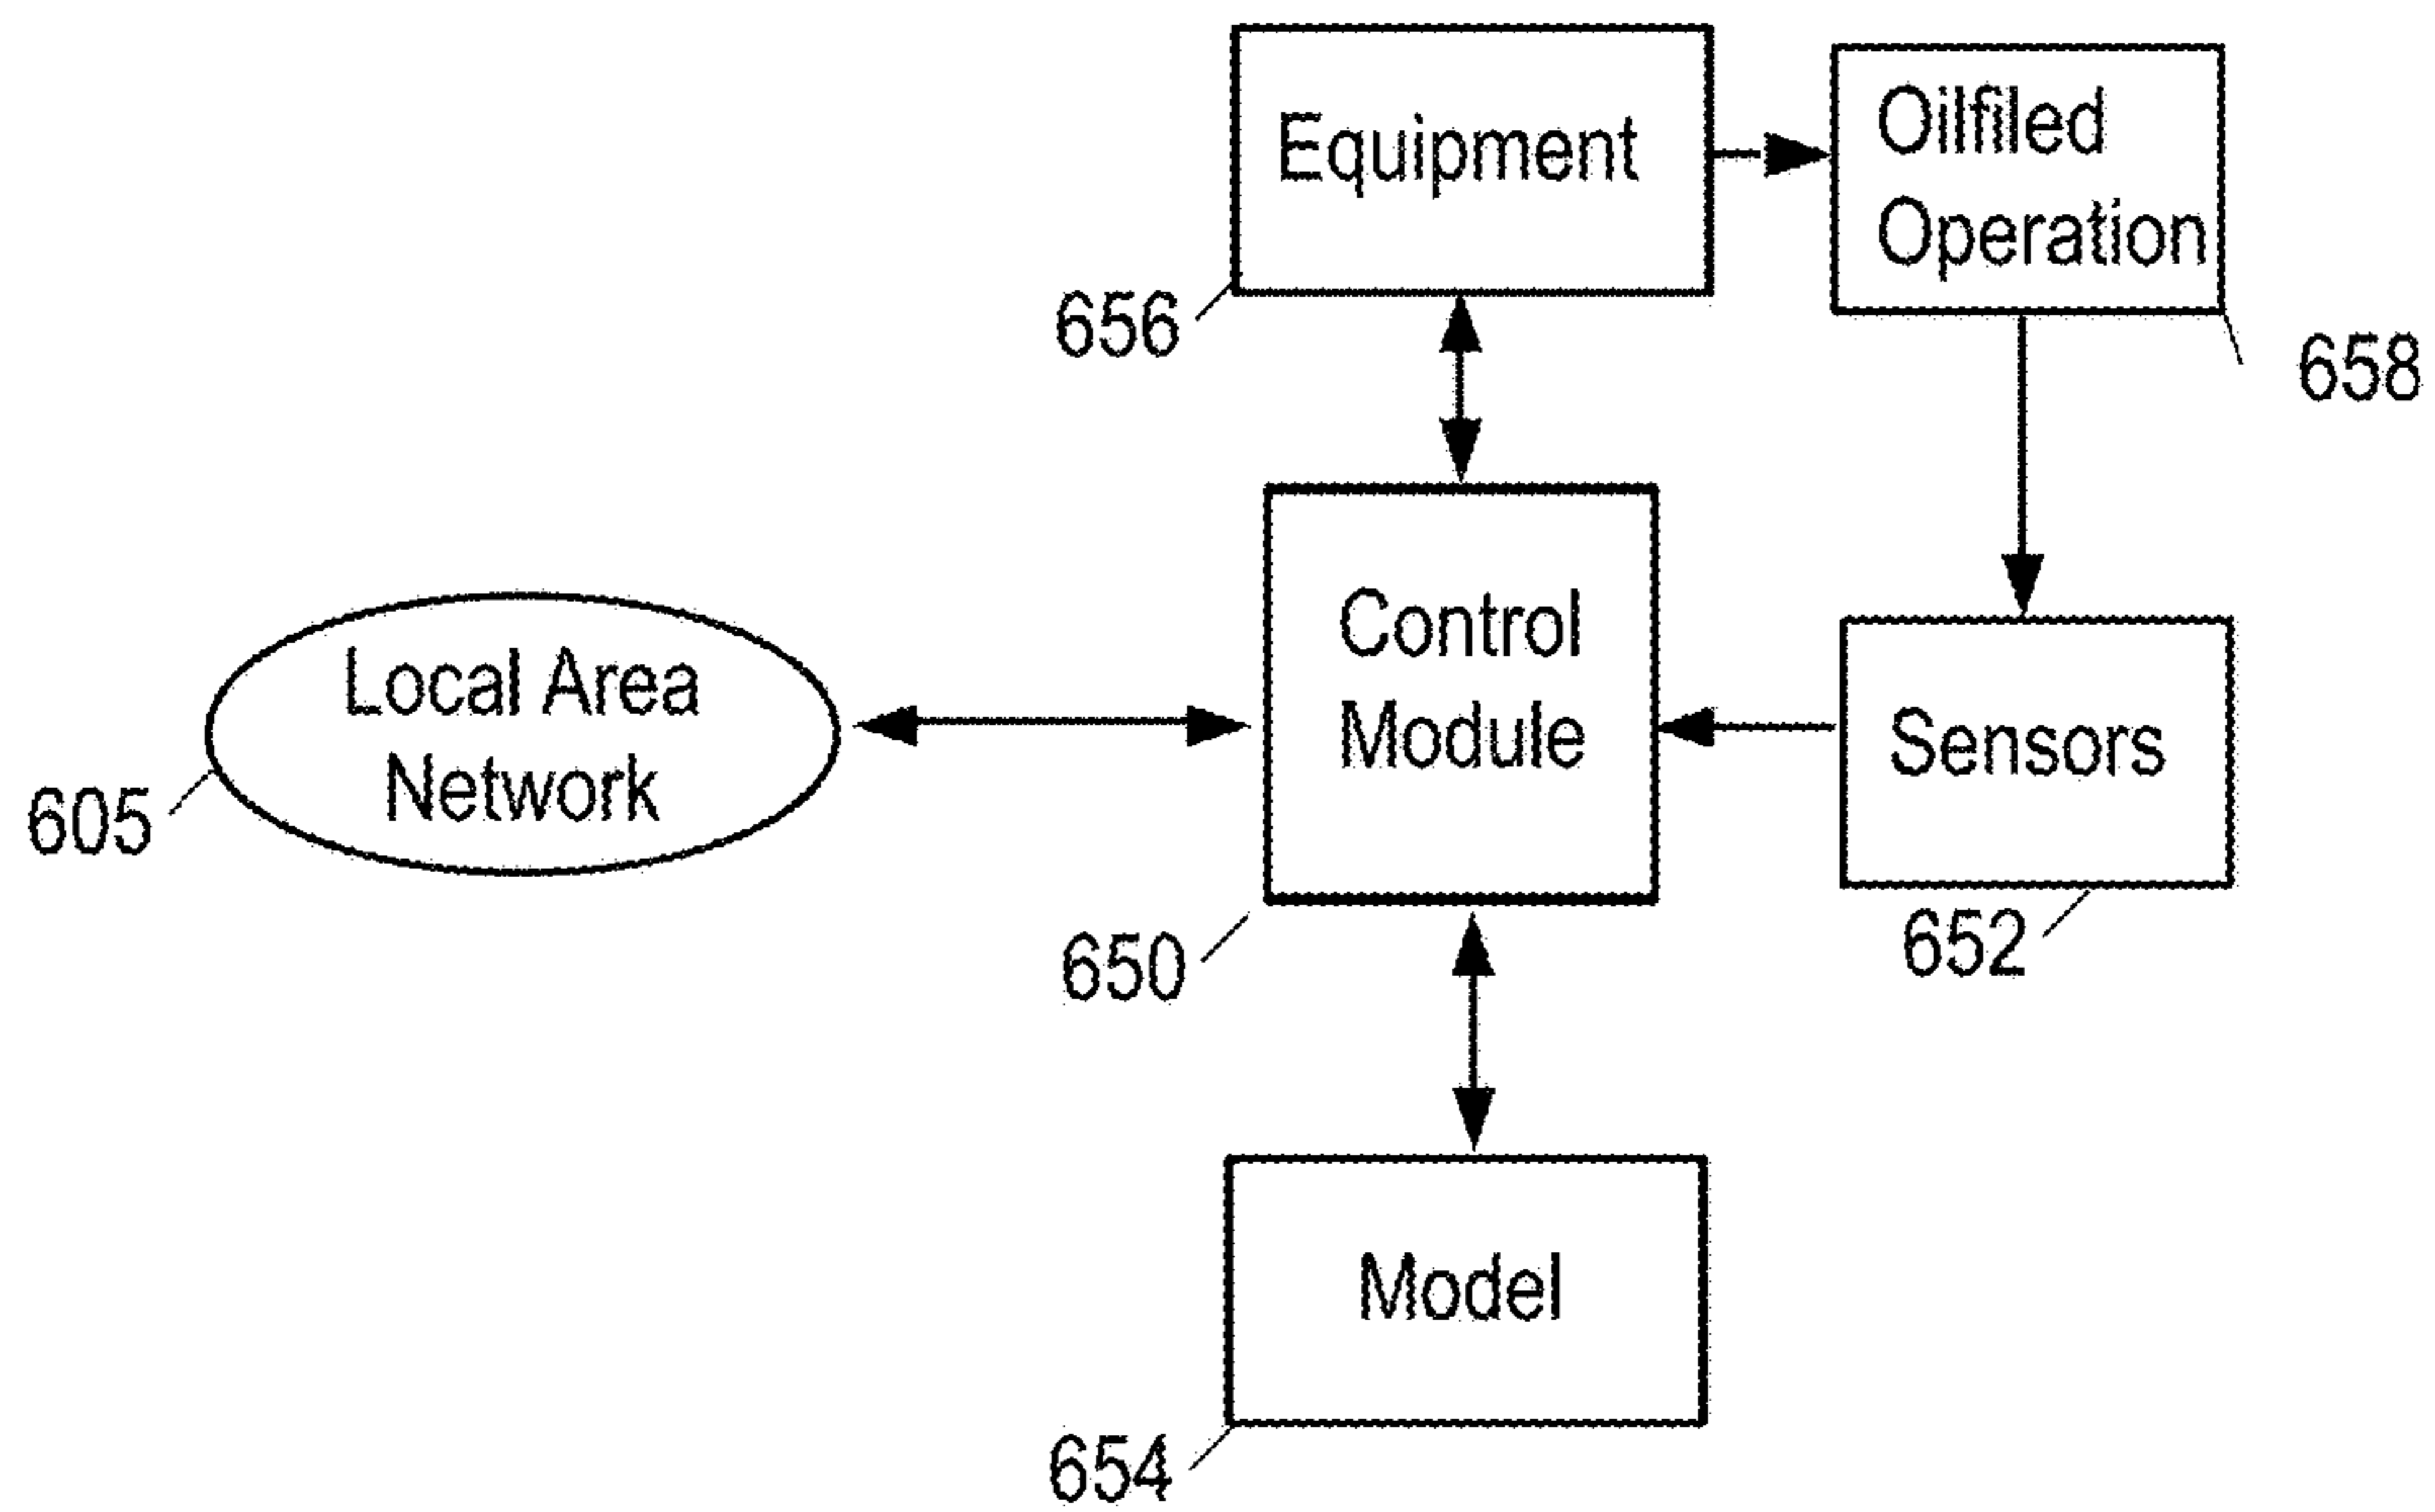 Equipment
Oilfiled
Operation
656
658
Control
Module
Local Area
Network
Sensors
605
650
652
Model
654